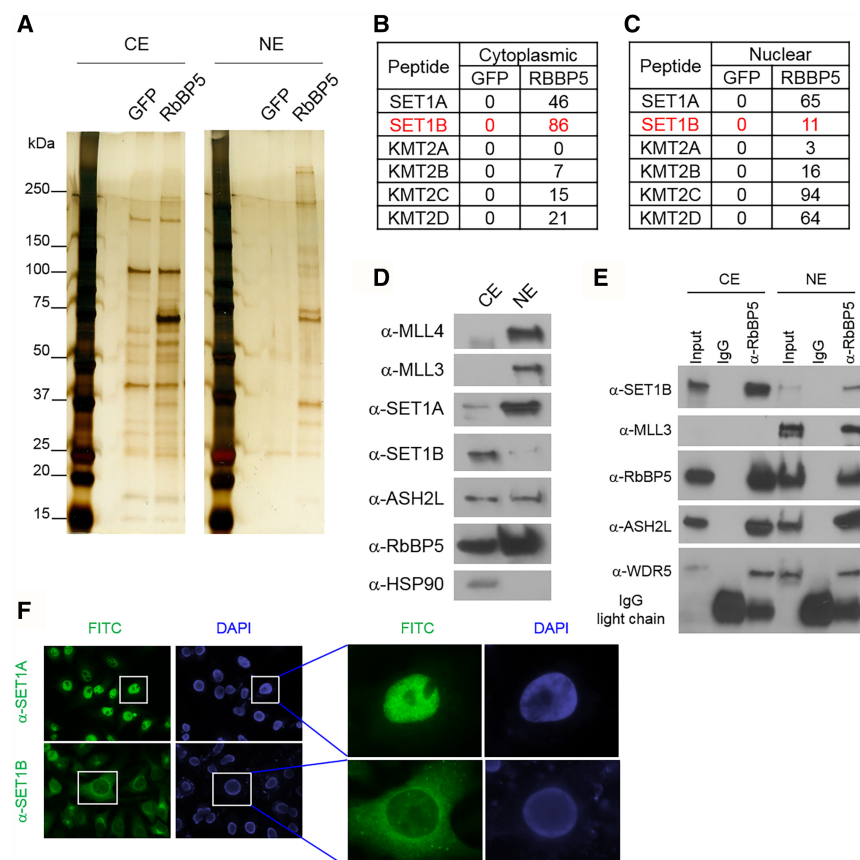 A
CE NE
GFP RbBP5 GFP RbBP5
kDa
250
150
100
75
50
37
25
20
15
B
Peptide Cytoplasmic
GFP RBBP5
SET1A 0 46
SET1B 0 86
KMT2A 0 0
KMT2B 0 7
KMT2C 0 15
KMT2D 0 21
C
Peptide Nuclear
GFP RBBP5
SET1A 0 65
SET1B 0 11
KMT2A 0 3
KMT2B 0 16
KMT2C 0 94
KMT2D 0 64
D
CE NE
α-MLL4
α-MLL3
α-SET1A
α-SET1B
α-ASH2L
α-RbBP5
α-HSP90
E
CE NE
Input IgG α-RbBP5 Input IgG α-RbBP5
α-SET1B
α-MLL3
α-RbBP5
α-ASH2L
α-WDR5
IgG
light chain
F
FITC DAPI FITC DAPI
α-SET1A
α-SET1B